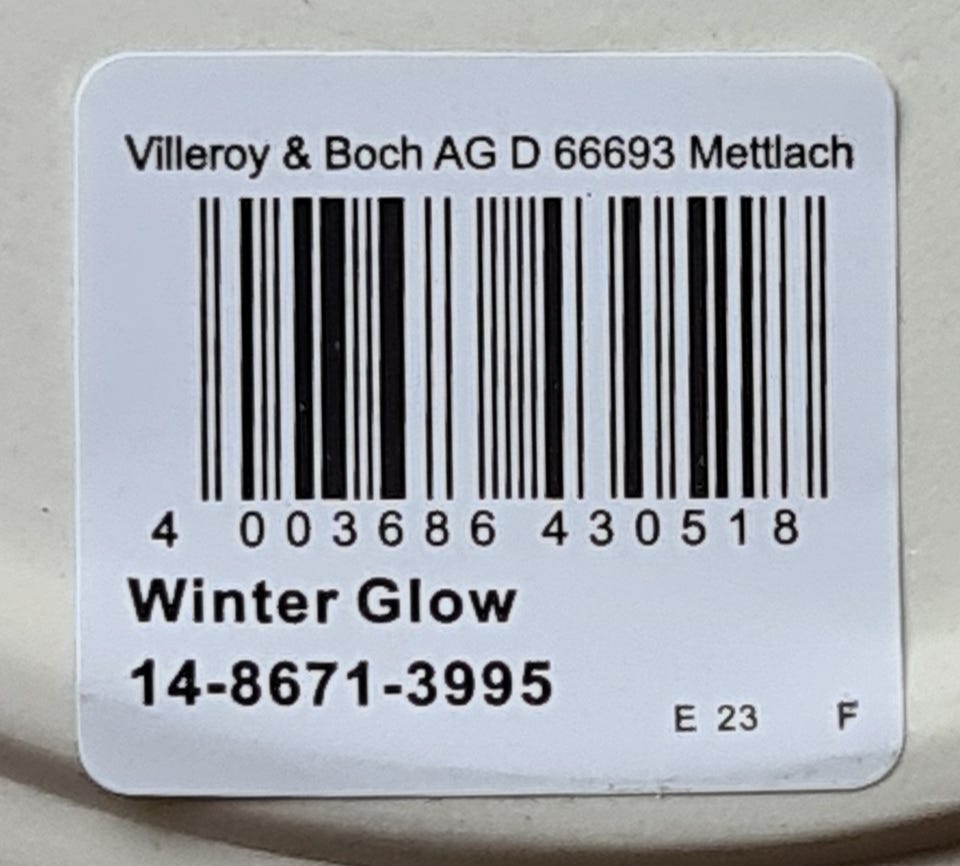 Villeroy & Boch AG D 66693 Mettlach
4 003686 430518
Winter Glow
14-8671-3995
E 23 F